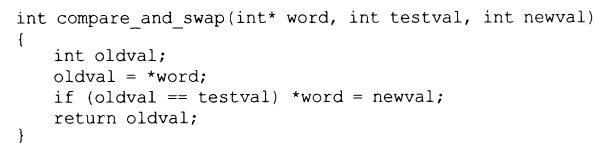 int compare_and_swap(int* word, int testval, int newval)
{
    int oldval;
    oldval = *word;
    if (oldval == testval) *word = newval;
    return oldval;
}